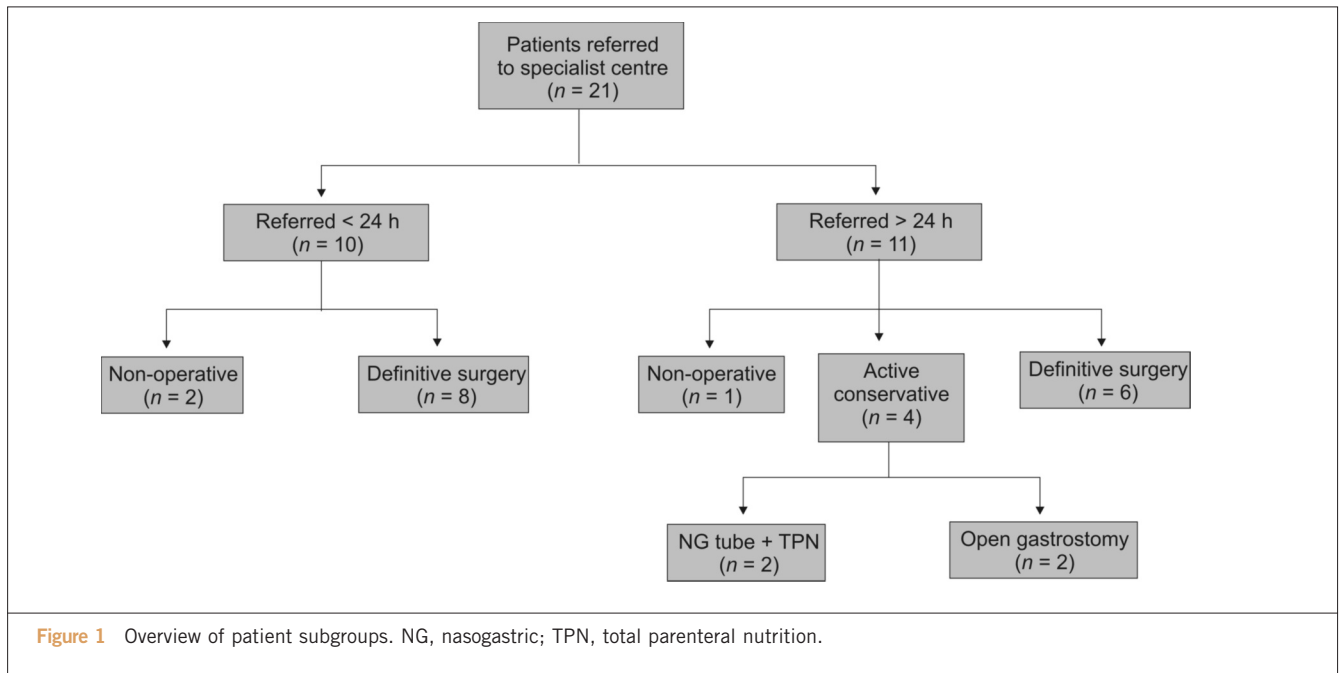 Patients referred
to specialist centre
(n = 21)
Referred < 24 h
(n = 10)
Referred > 24 h
(n = 11)
Non-operative
(n = 2)
Definitive surgery
(n = 8)
Non-operative
(n = 1)
Active
conservative
(n = 4)
Definitive surgery
(n = 6)
NG tube + TPN
(n = 2)
Open gastrostomy
(n = 2)
Figure 1 Overview of patient subgroups. NG, nasogastric; TPN, total parenteral nutrition.